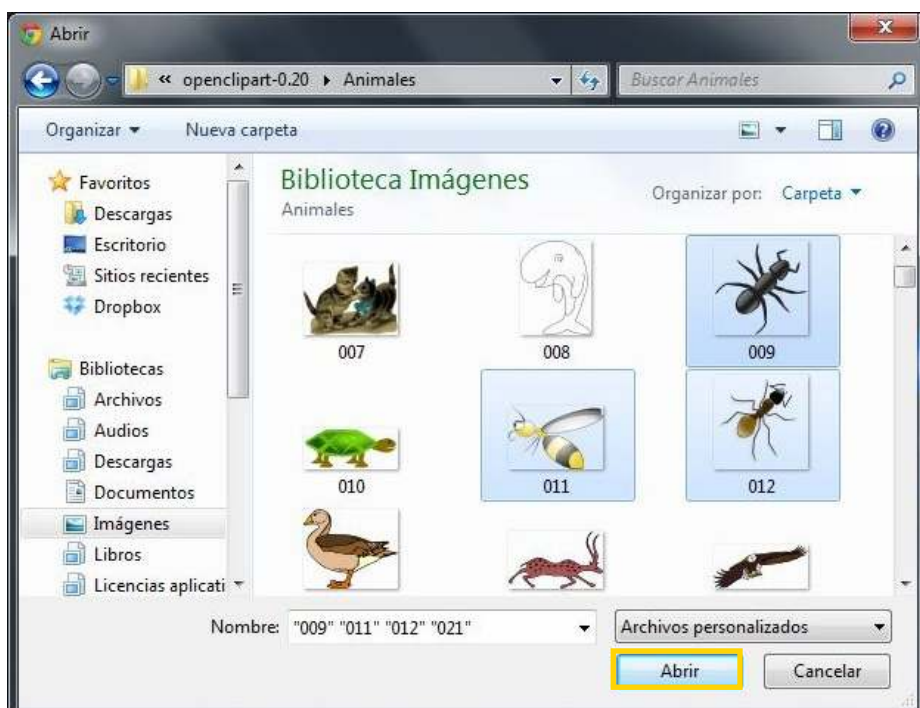 Abrir
« openclipart-0.20 ▸ Animales
Buscar Animales
Organizar
Nueva carpeta
Favoritos
Descargas
Escritorio
Sitios recientes
Dropbox
Bibliotecas
Archivos
Audios
Descargas
Documentos
Imágenes
Libros
Licencias aplicati
Biblioteca Imágenes
Animales
Organizar por: Carpeta
007 008 009
010 011 012
Nombre: "009" "011" "012" "021"
Archivos personalizados
Abrir Cancelar